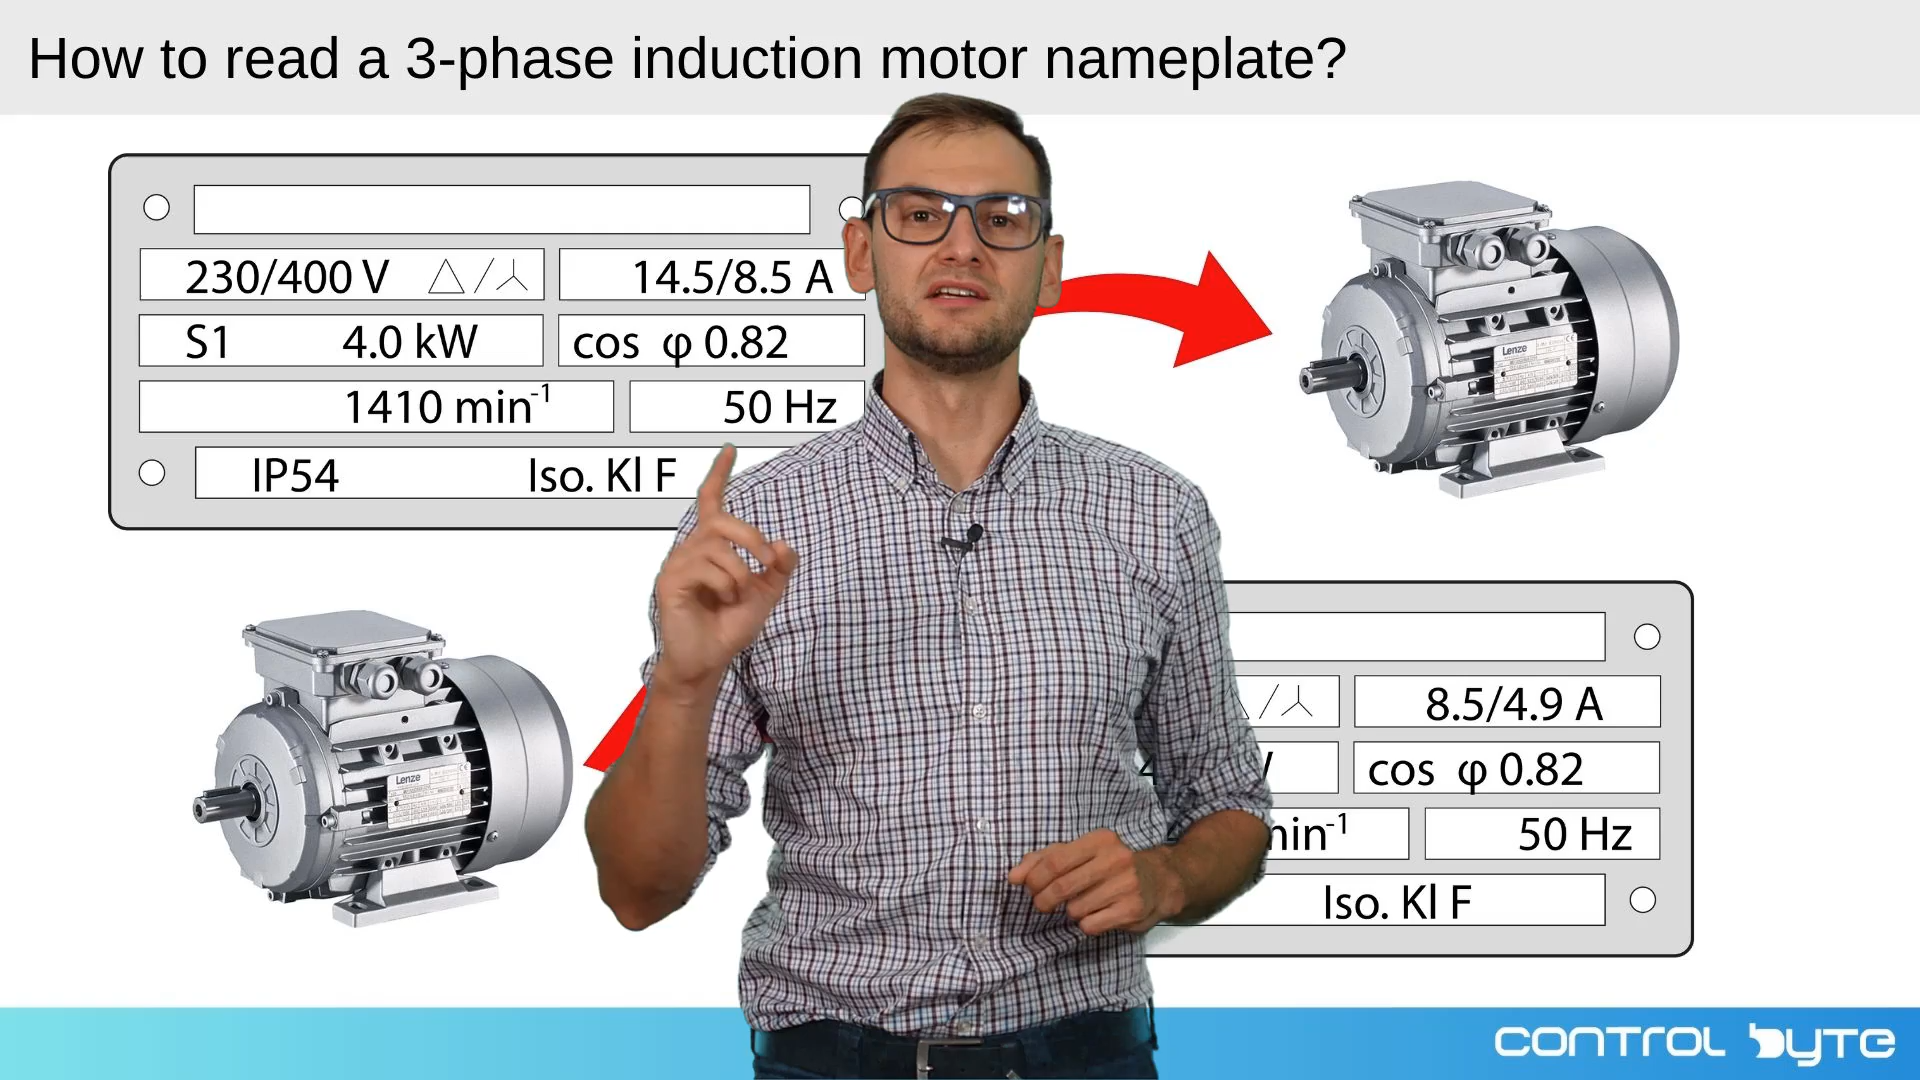 How to read a 3-phase induction motor nameplate?
230/400 V △/⅄ 14.5/8.5 A
S1 4.0 kW cos φ 0.82
1410 min-1 50 Hz
IP54 Iso. Kl F
Lenze
Lenze
8.5/4.9 A
cos φ 0.82
min-1 50 Hz
Iso. Kl F
CONTROL BYTE